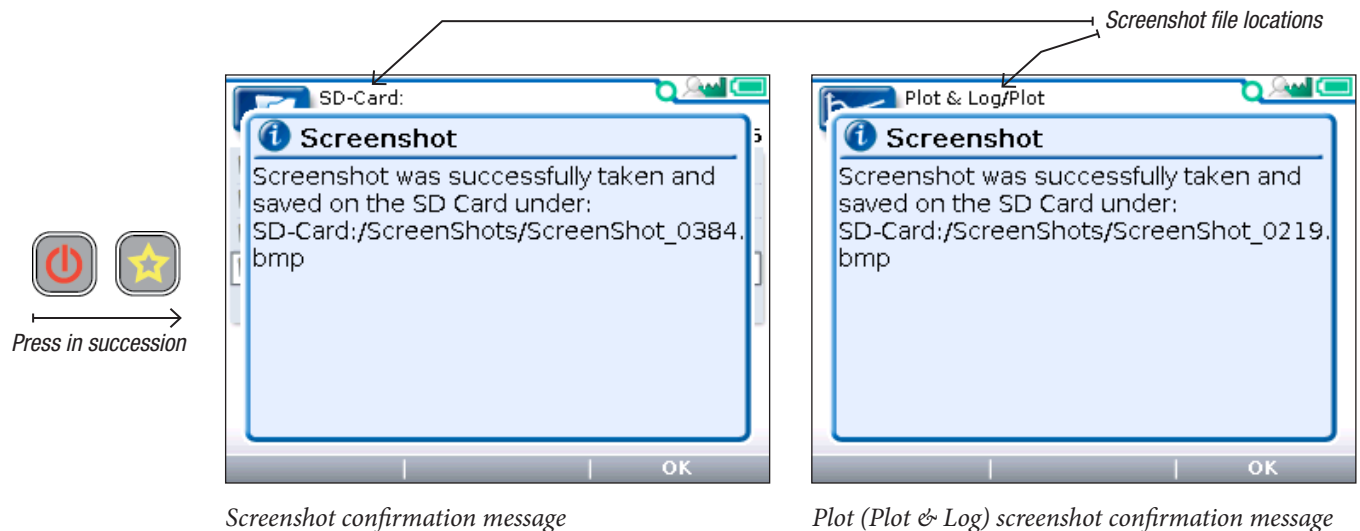 Screenshot file locations
SD-Card:
Screenshot
Screenshot was successfully taken and
saved on the SD Card under:
SD-Card:/ScreenShots/ScreenShot_0384.
bmp
OK
Plot & Log/Plot
Screenshot
Screenshot was successfully taken and
saved on the SD Card under:
SD-Card:/ScreenShots/ScreenShot_0219.
bmp
OK
Press in succession
Screenshot confirmation message
Plot (Plot & Log) screenshot confirmation message